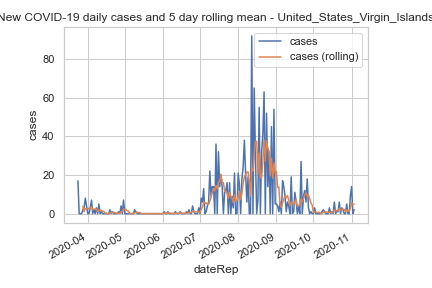 New COVID-19 daily cases and 5 day rolling mean - United_States_Virgin_Islands
cases
cases (rolling)
80
60
40
20
0
cases
2020-04
2020-05
2020-06
2020-07
2020-08
2020-09
2020-10
2020-11
dateRep